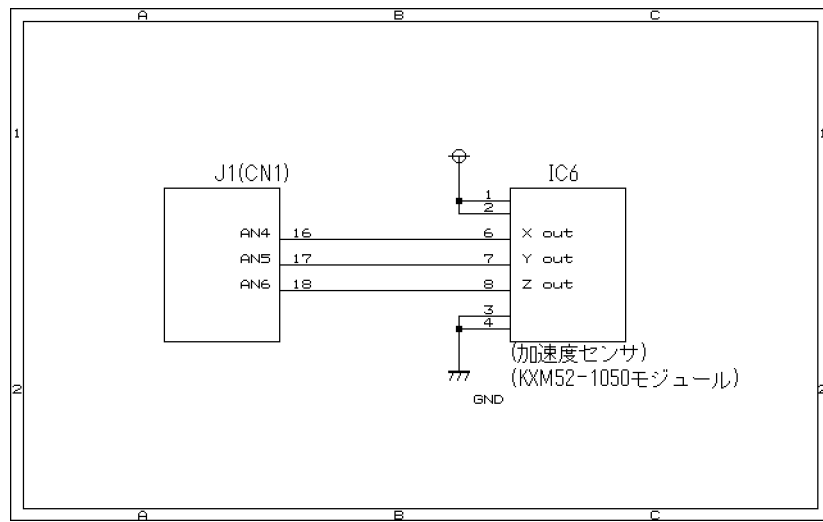 A B C
1 1
J1(CN1) IC6
1
2
AN4 16 6 X out
AN5 17 7 Y out
AN6 18 8 Z out
3
4
(加速度センサ)
(KXM52-1050モジュール)
2 2
GND
A B C